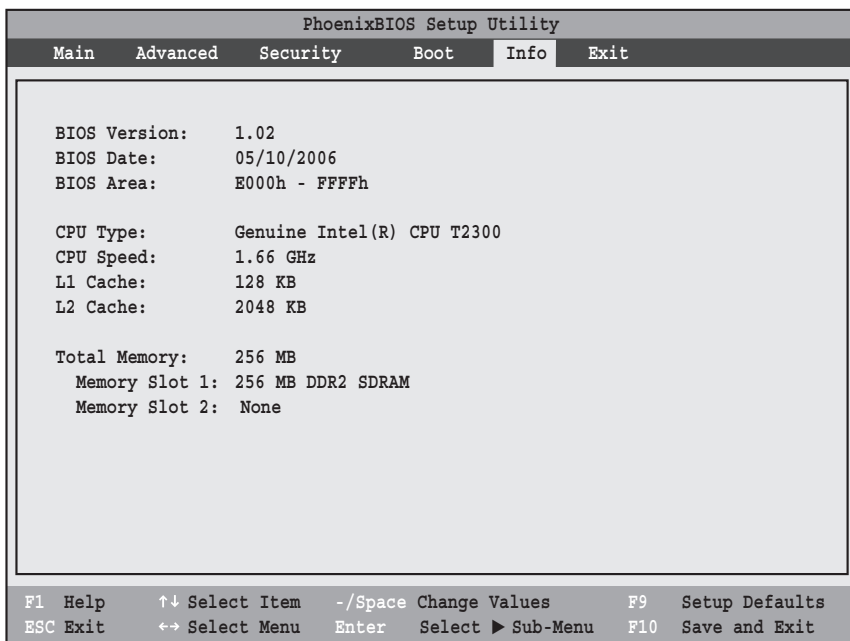 PhoenixBIOS Setup Utility
Main Advanced Security Boot Info Exit
BIOS Version: 1.02
BIOS Date: 05/10/2006
BIOS Area: E000h - FFFFh
CPU Type: Genuine Intel(R) CPU T2300
CPU Speed: 1.66 GHz
L1 Cache: 128 KB
L2 Cache: 2048 KB
Total Memory: 256 MB
Memory Slot 1: 256 MB DDR2 SDRAM
Memory Slot 2: None
F1 Help ↑↓ Select Item -/Space Change Values F9 Setup Defaults
ESC Exit ←→ Select Menu Enter Select ▶ Sub-Menu F10 Save and Exit